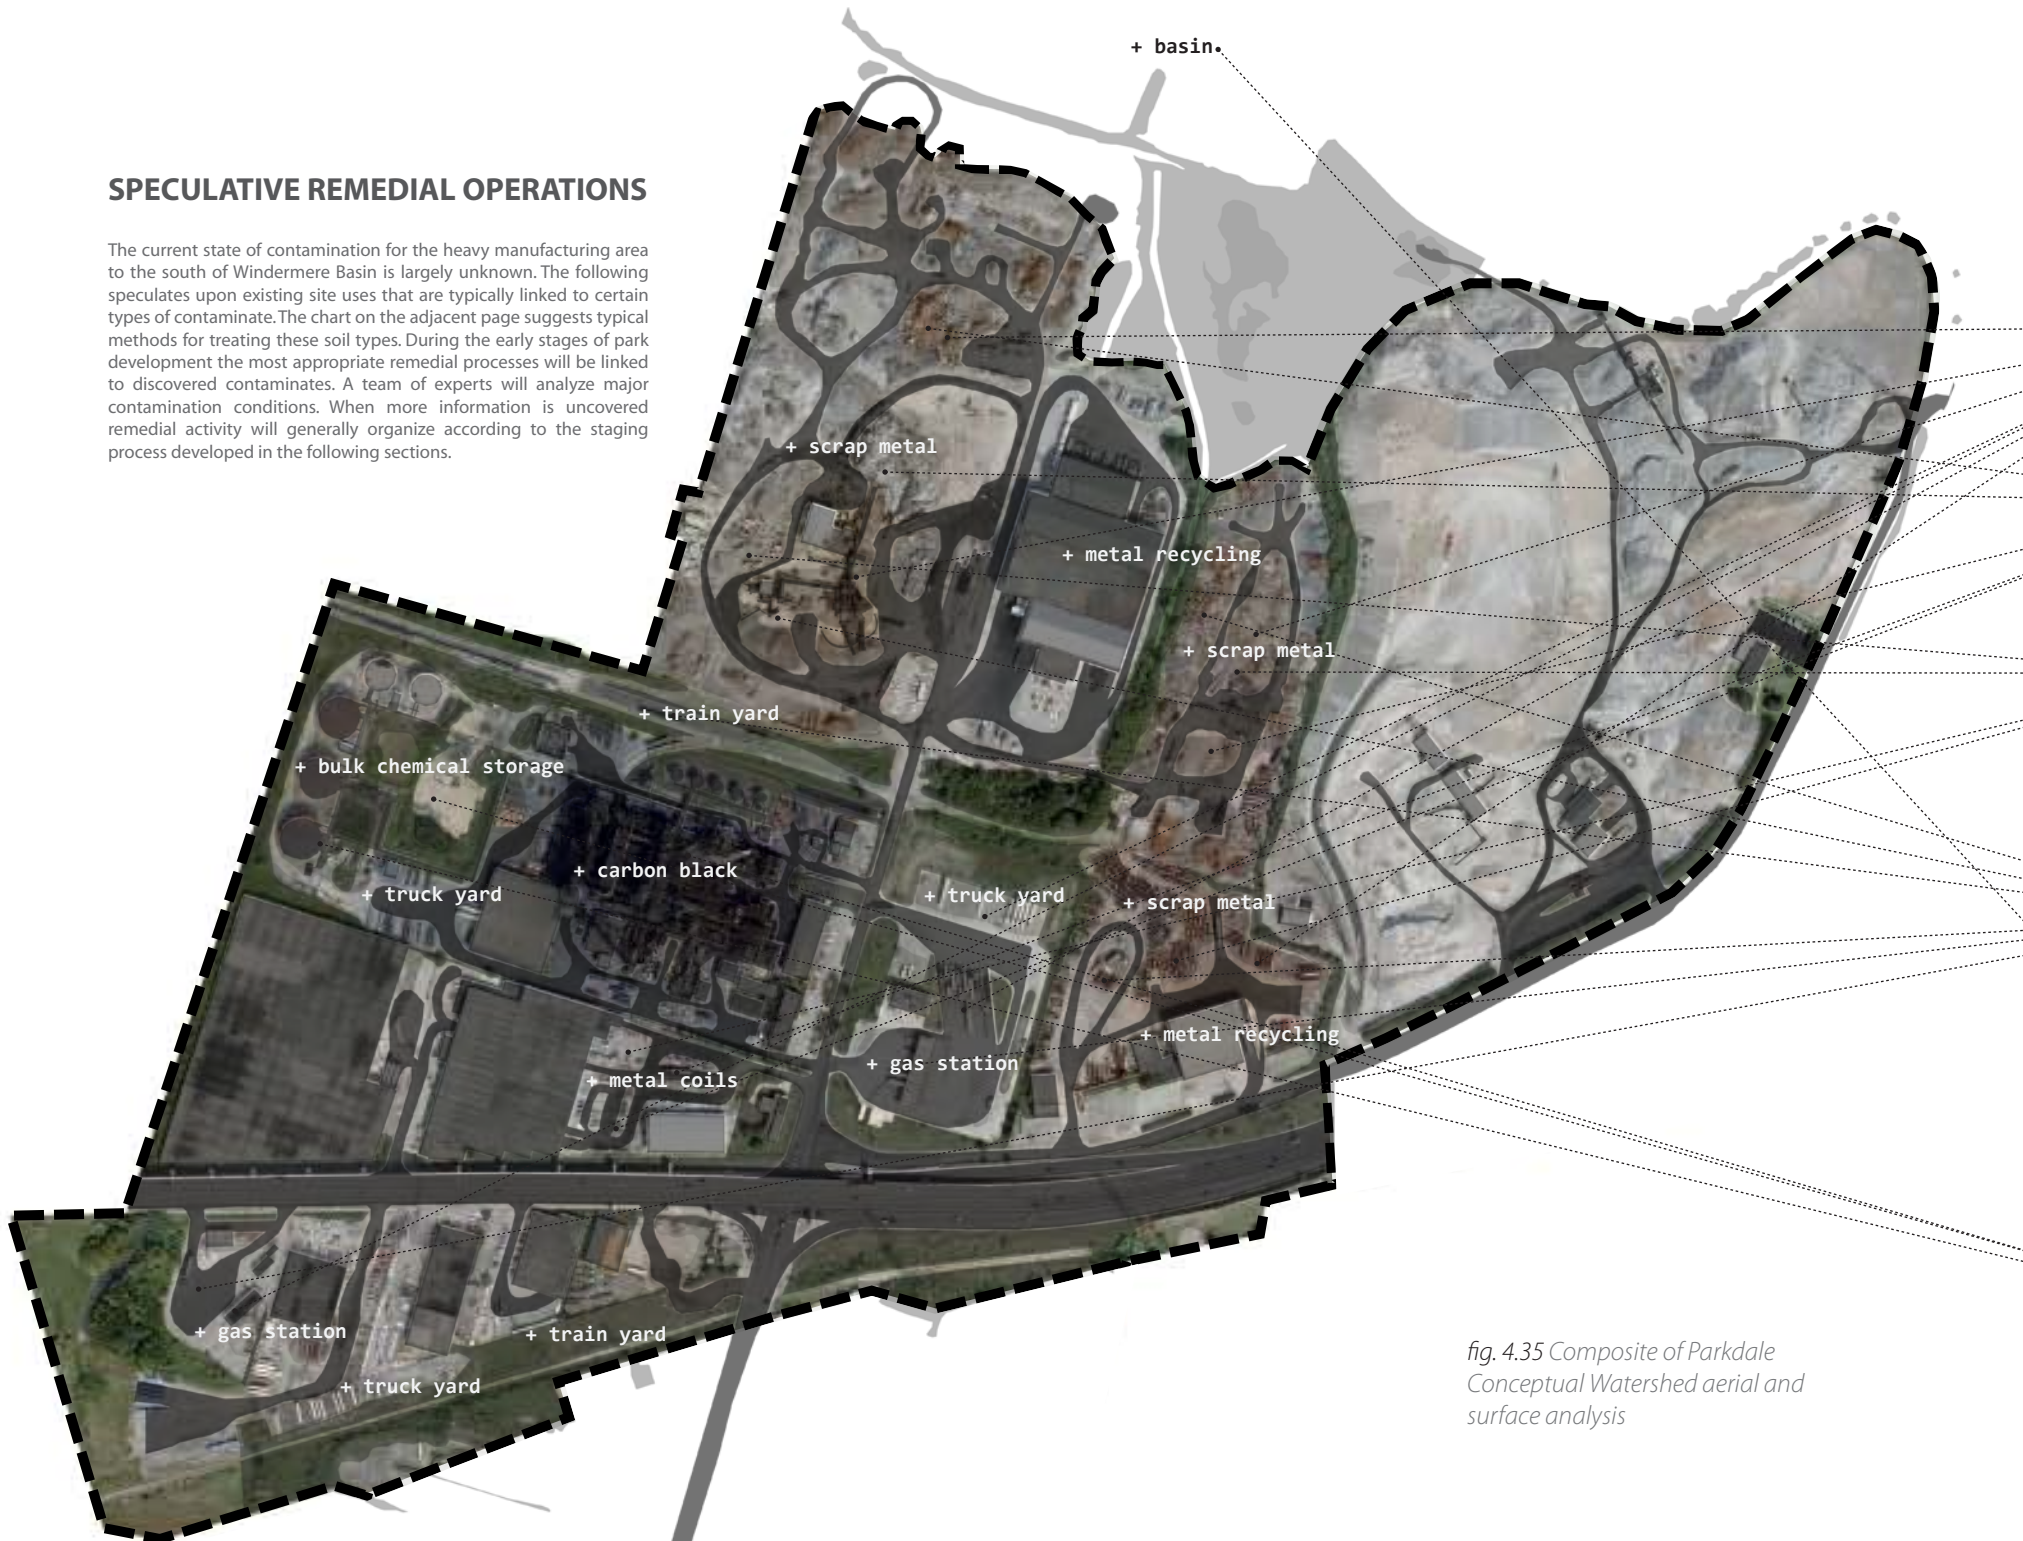 + basin
SPECULATIVE REMEDIAL OPERATIONS
The current state of contamination for the heavy manufacturing area
to the south of Windermere Basin is largely unknown. The following
speculates upon existing site uses that are typically linked to certain
types of contaminate. The chart on the adjacent page suggests typical
methods for treating these soil types. During the early stages of park
development the most appropriate remedial processes will be linked
to discovered contaminates. A team of experts will analyze major
contamination conditions. When more information is uncovered
remedial activity will generally organize according to the staging
process developed in the following sections.
+ scrap metal
+ metal recycling
+ scrap metal
+ train yard
+ bulk chemical storage
+ carbon black
+ truck yard
+ truck yard
+ scrap metal
+ metal recycling
+ gas station
+ metal coils
+ gas station
+ train yard
+ truck yard
fig. 4.35 Composite of Parkdale
Conceptual Watershed aerial and
surface analysis